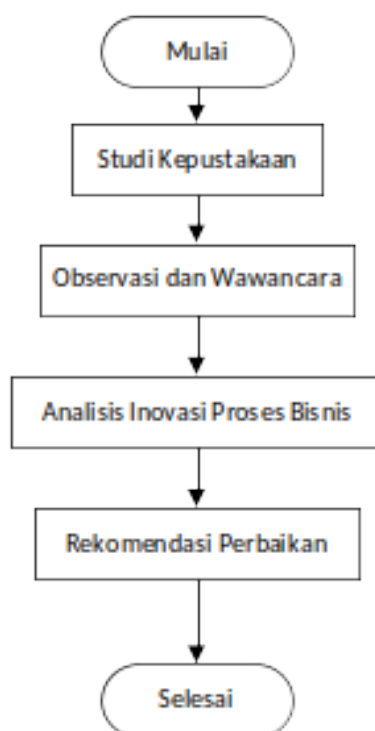 Mulai
Studi Kepustakaan
Observasi dan Wawancara
Analisis Inovasi Proses Bisnis
Rekomendasi Perbaikan
Selesai